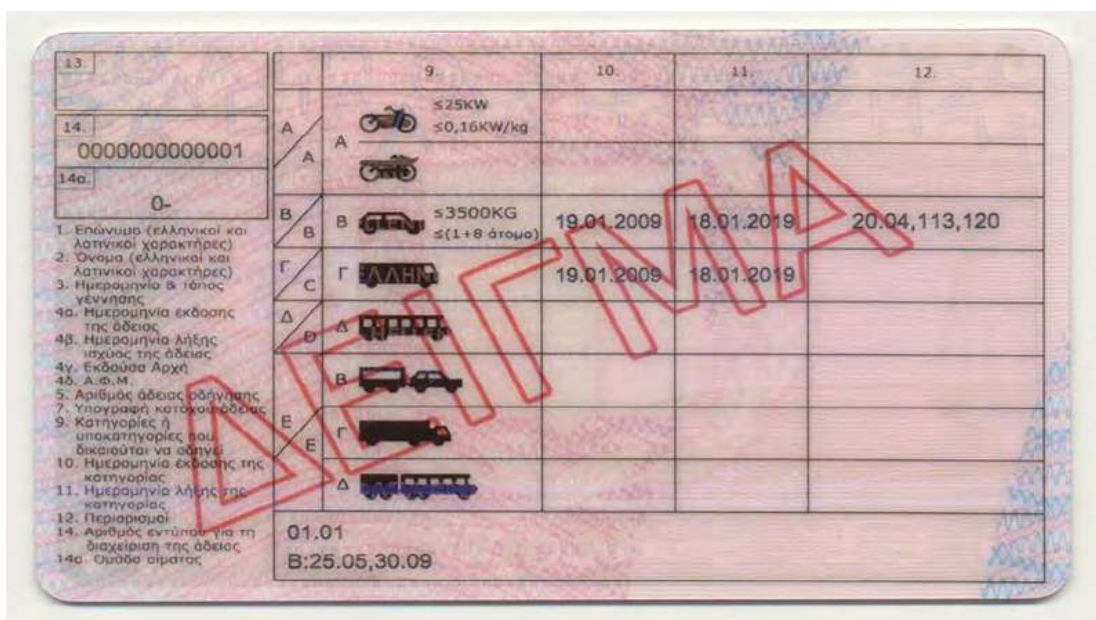 13.
14.
0000000000001
14α.
0-
1. Επώνυμο (ελληνικοί και
λατινικοί χαρακτήρες)
2. Όνομα (ελληνικοί και
λατινικοί χαρακτήρες)
3. Ημερομηνία & τόπος
γέννησης
4α. Ημερομηνία έκδοσης
της άδειας
4β. Ημερομηνία λήξης
ισχύος της άδειας
4γ. Εκδούσα Αρχή
4δ. Α.Φ.Μ.
5. Αριθμός άδειας οδήγησης
7. Υπογραφή κατόχου άδειας
9. Κατηγορίες ή
υποκατηγορίες που
δικαιούται να οδηγεί
10. Ημερομηνία έκδοσης της
κατηγορίας
11. Ημερομηνία λήξης της
κατηγορίας
12. Περιορισμοί
14. Αριθμός εντύπου για τη
διαχείριση της άδειας
14α. Ομάδα αίματος
9. 10. 11. 12.
A A A ≤25KW
≤0,16KW/kg
B B B ≤3500KG 19.01.2009 18.01.2019 20.04,113,120
≤(1+8 άτομα)
Γ C Γ 19.01.2009 18.01.2019
Δ D Δ
B
E E Γ
Δ
01.01
B:25.05,30.09
ΔΕΙΓΜΑ